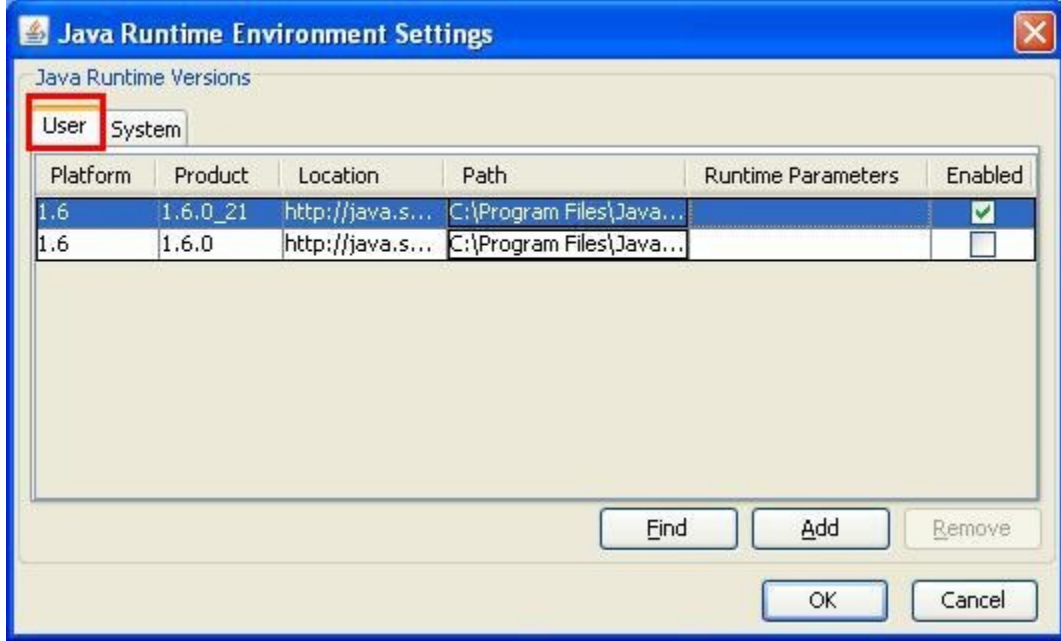 Java Runtime Environment Settings
Java Runtime Versions
User System
Platform Product Location Path Runtime Parameters Enabled
1.6 1.6.0_21 http://java.s... C:\Program Files\Java...
1.6 1.6.0 http://java.s... C:\Program Files\Java...
Find Add Remove
OK Cancel